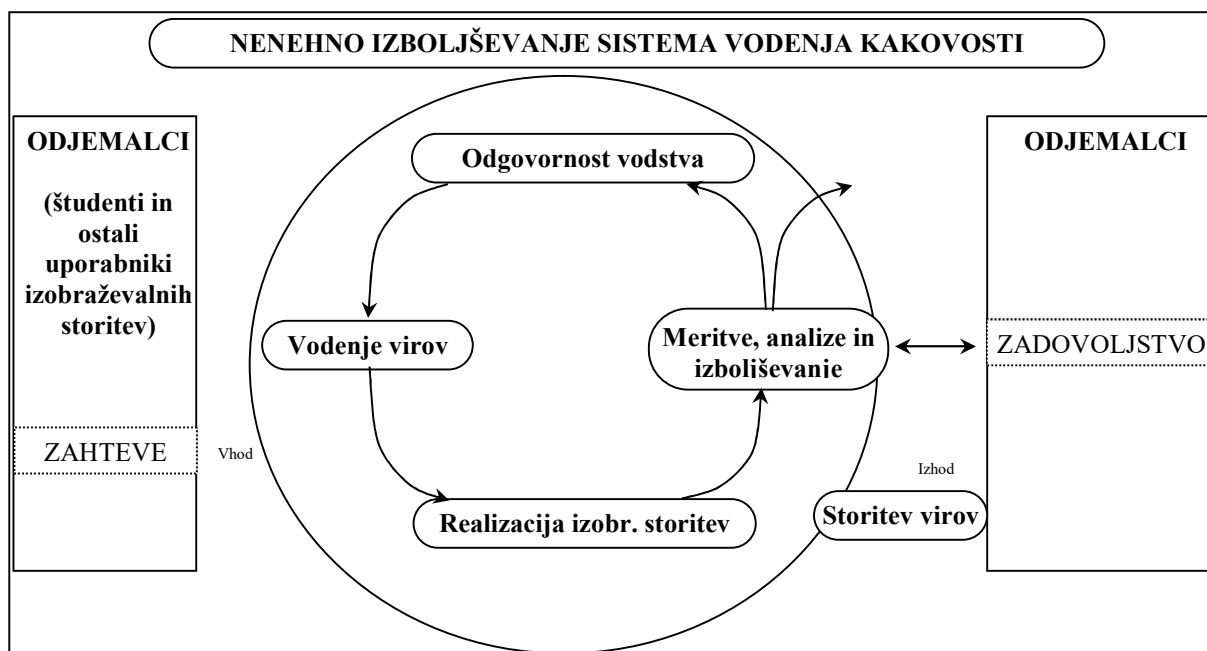 NENEHNO IZBOLJŠEVANJE SISTEMA VODENJA KAKOVOSTI
ODJEMALCI
(študenti in
ostali
uporabniki
izobraževalnih
storitev)
ZAHTEVE
Vhod
Odgovornost vodstva
Vodenje virov
Meritve, analize in
izboljševanje
Realizacija izobr. storitev
Izhod
Storitev virov
ODJEMALCI
ZADOVOLJSTVO